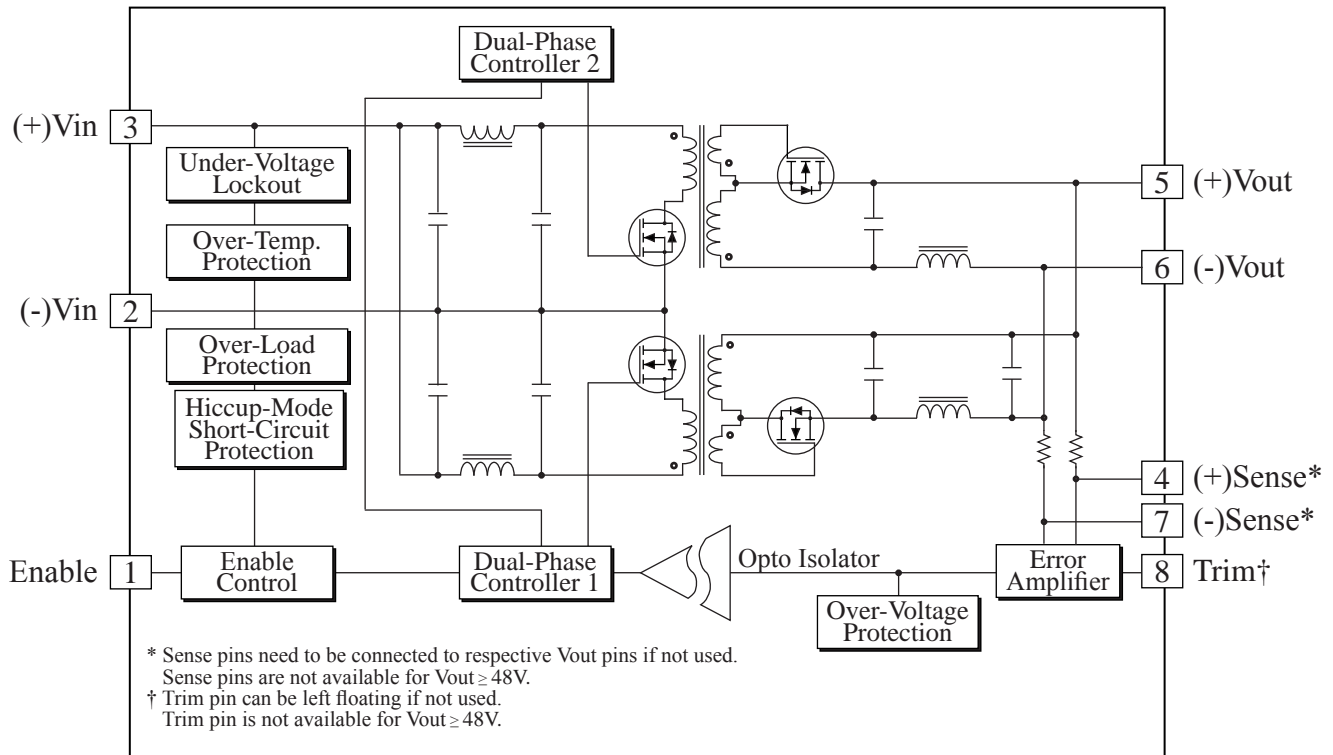 Dual-Phase
Controller 2
(+)Vin
3
Under-Voltage
Lockout
Over-Temp.
Protection
(-)Vin
2
Over-Load
Protection
Hiccup-Mode
Short-Circuit
Protection
5
(+)Vout
6
(-)Vout
4
(+)Sense*
7
(-)Sense*
Enable
1
Enable
Control
Dual-Phase
Controller 1
Opto Isolator
Error
Amplifier
8
Trim†
Over-Voltage
Protection
* Sense pins need to be connected to respective Vout pins if not used.
Sense pins are not available for Vout ≥ 48V.
† Trim pin can be left floating if not used.
Trim pin is not available for Vout ≥ 48V.